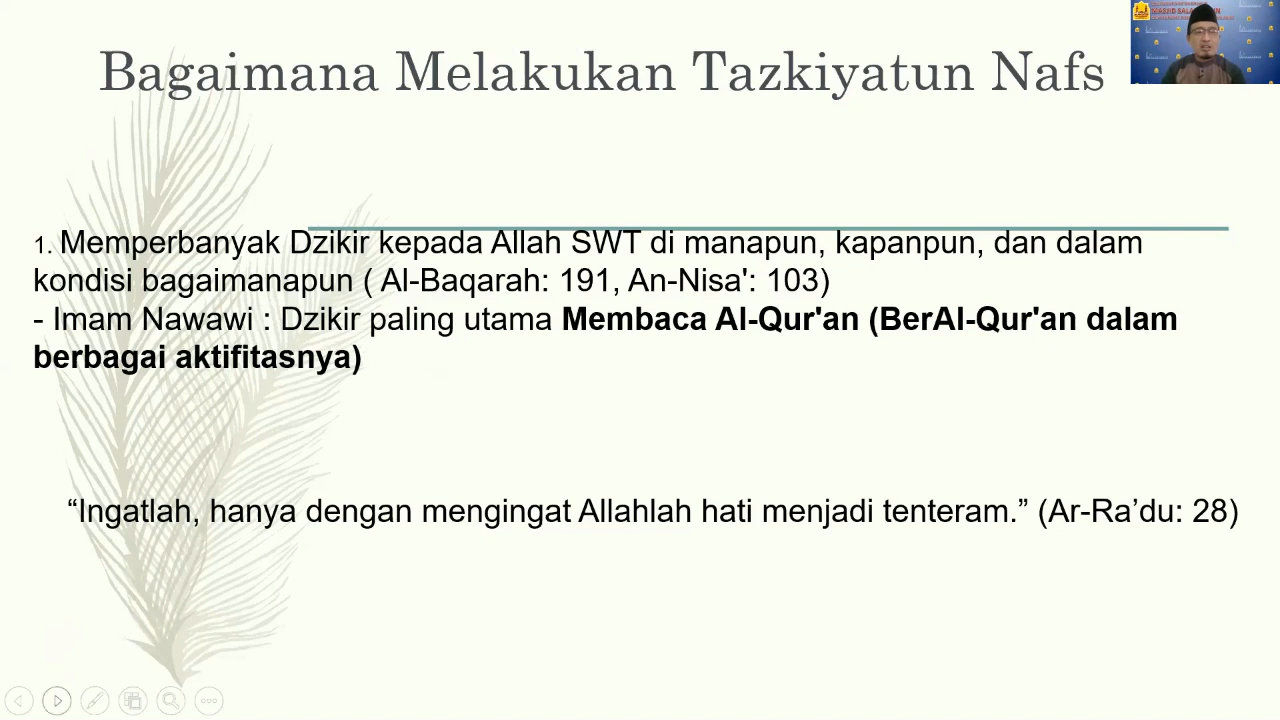 Bagaimana Melakukan Tazkiyatun Nafs
1. Memperbanyak Dzikir kepada Allah SWT di manapun, kapanpun, dan dalam
kondisi bagaimanapun ( Al-Baqarah: 191, An-Nisa': 103)
- Imam Nawawi : Dzikir paling utama Membaca Al-Qur'an (BerAl-Qur'an dalam
berbagai aktifitasnya)
“Ingatlah, hanya dengan mengingat Allahlah hati menjadi tenteram.” (Ar-Ra’du: 28)